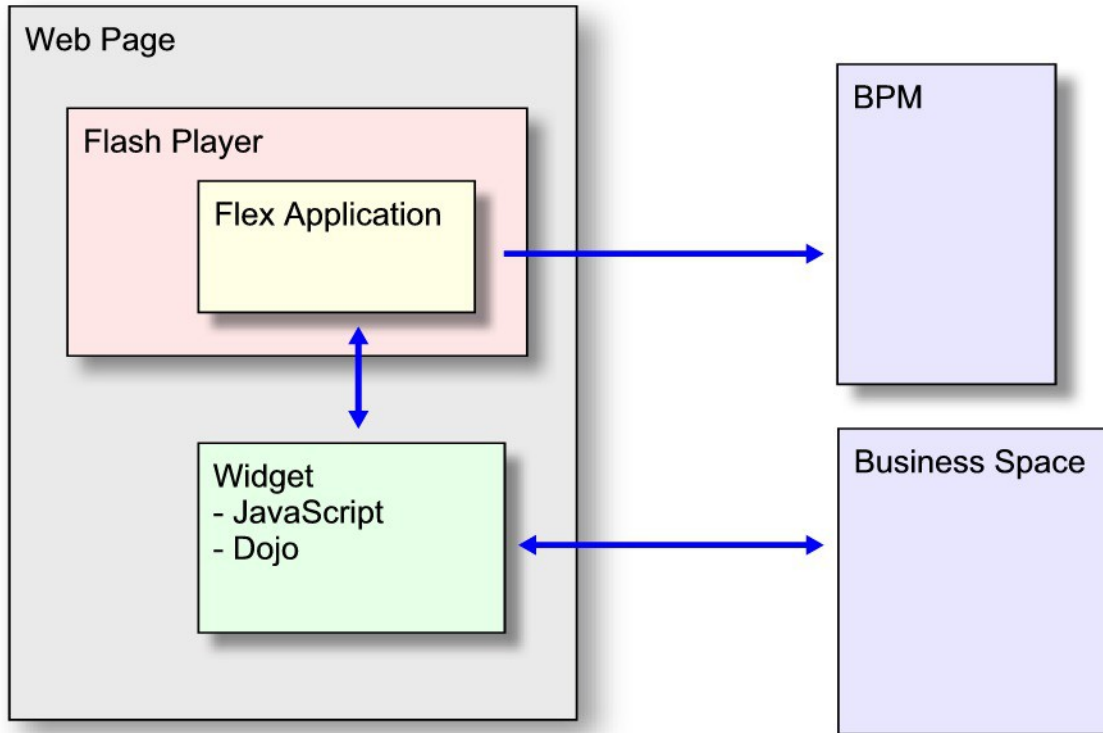 Web Page
Flash Player
Flex Application
Widget
- JavaScript
- Dojo
BPM
Business Space